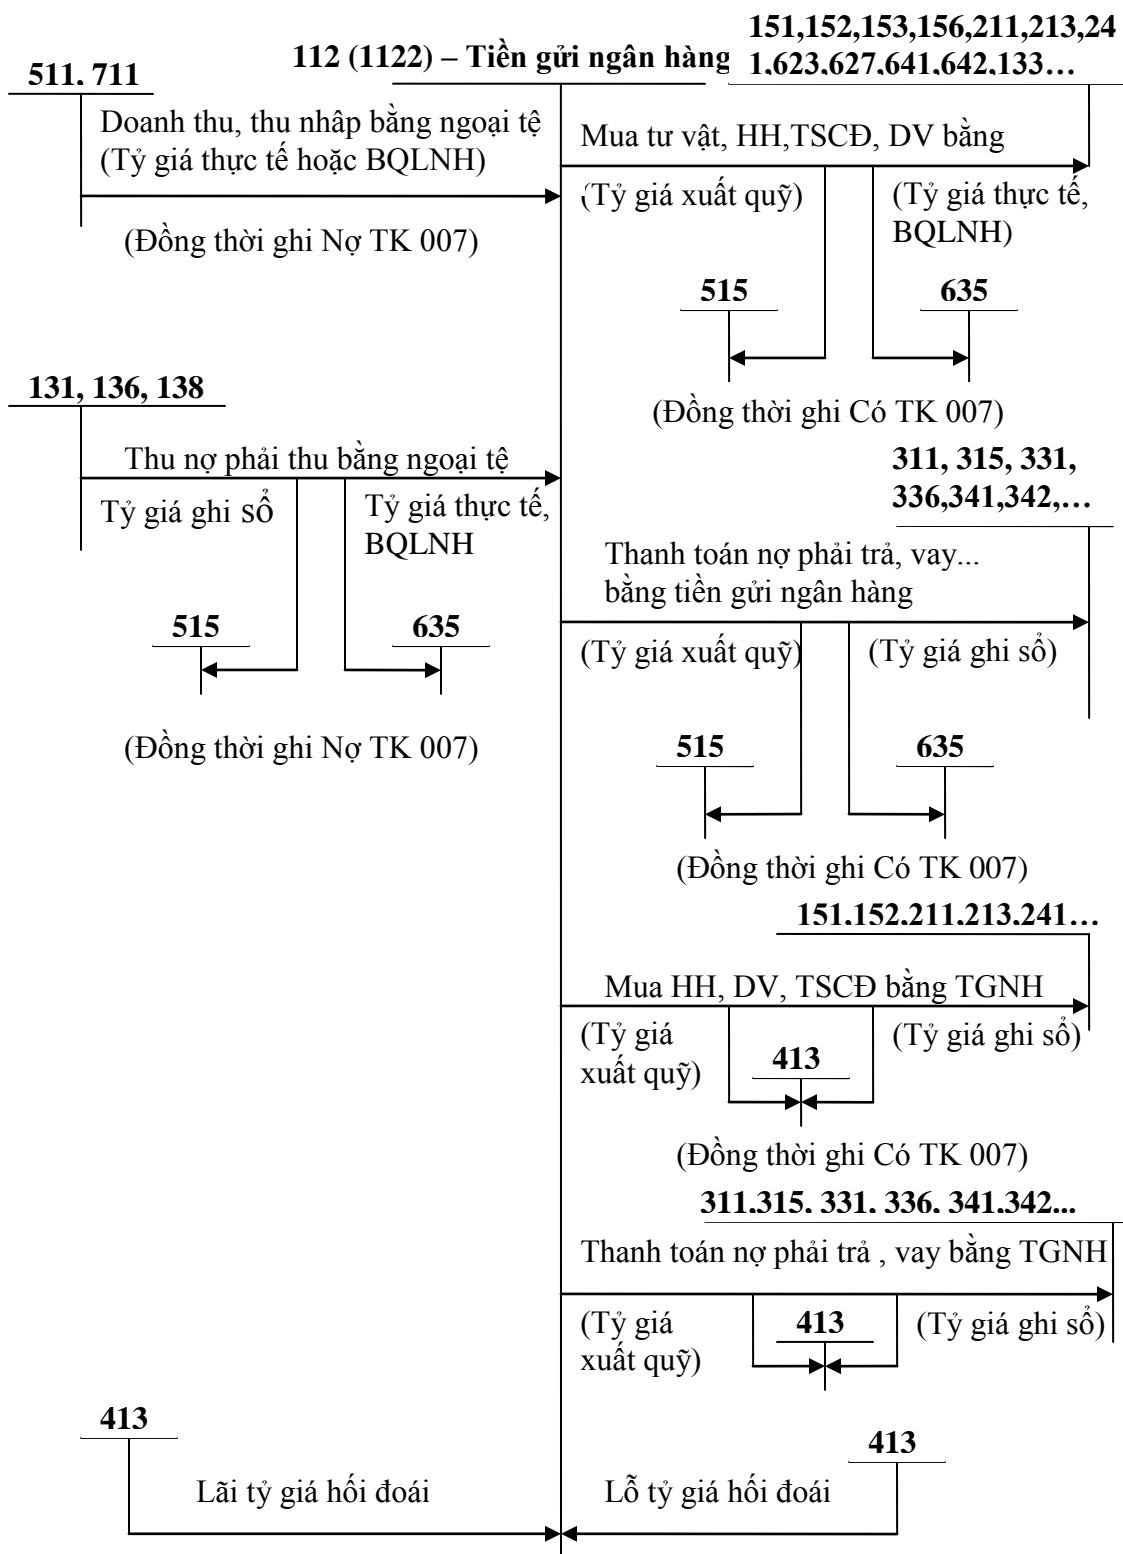 112 (1122) – Tiền gửi ngân hàng
151,152,153,156,211,213,24
1,623,627,641,642,133…
511, 711
Doanh thu, thu nhâp bằng ngoại tệ
(Tỷ giá thực tế hoặc BQLNH)
(Đồng thời ghi Nợ TK 007)
Mua tư vật, HH,TSCĐ, DV bằng
(Tỷ giá xuất quỹ)
(Tỷ giá thực tế,
BQLNH)
515
635
(Đồng thời ghi Có TK 007)
131, 136, 138
Thu nợ phải thu bằng ngoại tệ
Tỷ giá ghi sổ
Tỷ giá thực tế,
BQLNH
515
635
(Đồng thời ghi Nợ TK 007)
311, 315, 331,
336,341,342,…
Thanh toán nợ phải trả, vay...
bằng tiền gửi ngân hàng
(Tỷ giá xuất quỹ)
(Tỷ giá ghi sổ)
515
635
(Đồng thời ghi Có TK 007)
151,152,211,213,241…
Mua HH, DV, TSCĐ bằng TGNH
(Tỷ giá
xuất quỹ)
413
(Tỷ giá ghi sổ)
(Đồng thời ghi Có TK 007)
311,315, 331, 336, 341,342...
Thanh toán nợ phải trả , vay bằng TGNH
(Tỷ giá
xuất quỹ)
413
(Tỷ giá ghi sổ)
413
Lãi tỷ giá hối đoái
413
Lỗ tỷ giá hối đoái